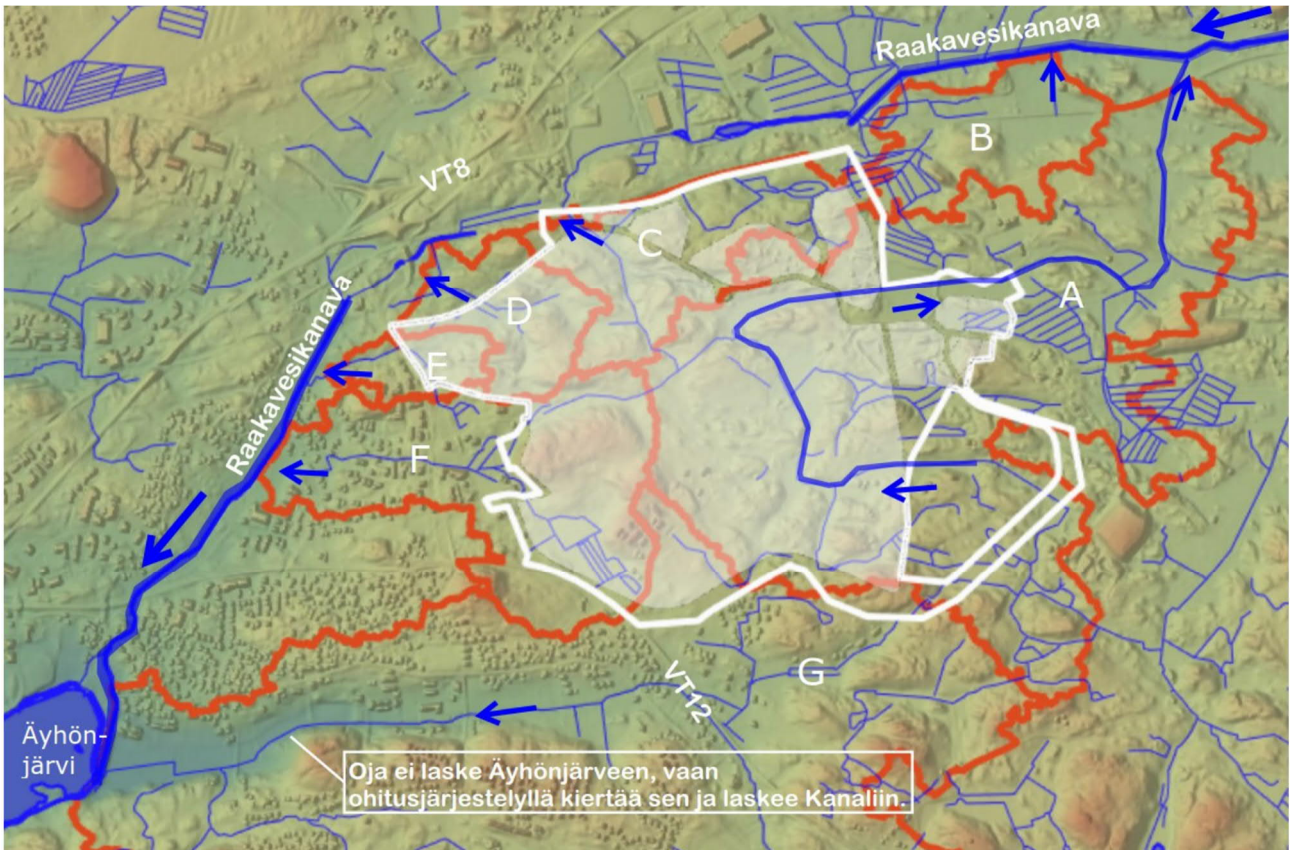 Raakavesikanava
B
VT8
C
A
D
Raakavesikanava
E
F
G
VT12
Äyhön-
järvi
Oja ei laske Äyhönjärveen, vaan
ohitusjärjestelyllä kiertää sen ja laskee Kanaliin.